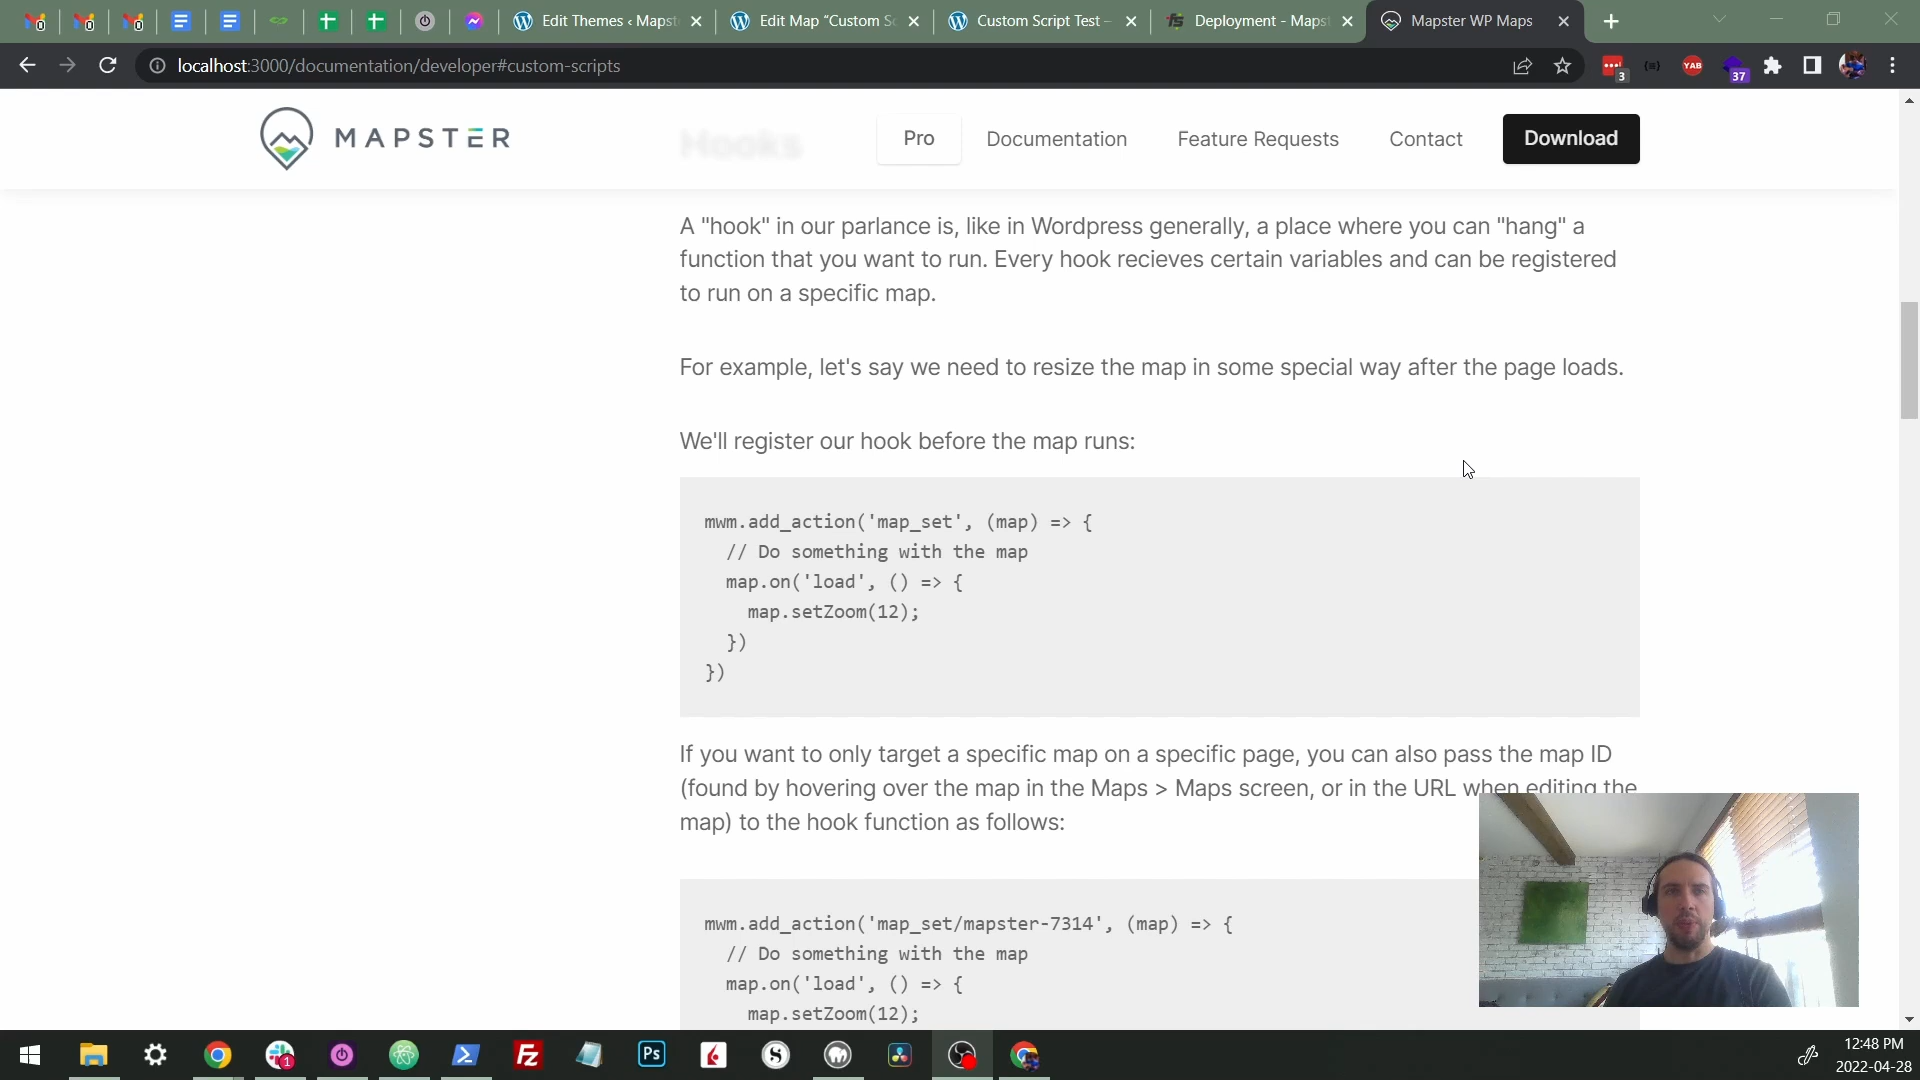 Edit Themes ‹ Mapst
Edit Map “Custom Sc
Custom Script Test –
Deployment - Mapst
Mapster WP Maps
localhost:3000/documentation/developer#custom-scripts
3
YAB
37
MAPSTER
Hooks
Pro
Documentation
Feature Requests
Contact
Download
A "hook" in our parlance is, like in Wordpress generally, a place where you can "hang" a
function that you want to run. Every hook recieves certain variables and can be registered
to run on a specific map.
For example, let's say we need to resize the map in some special way after the page loads.
We'll register our hook before the map runs:
mwm.add_action('map_set', (map) => {
// Do something with the map
map.on('load', () => {
map.setZoom(12);
})
})
If you want to only target a specific map on a specific page, you can also pass the map ID
(found by hovering over the map in the Maps > Maps screen, or in the URL when editing the
map) to the hook function as follows:
mwm.add_action('map_set/mapster-7314', (map) => {
// Do something with the map
map.on('load', () => {
map.setZoom(12);
1
Fz
Ps
12:48 PM
2022-04-28